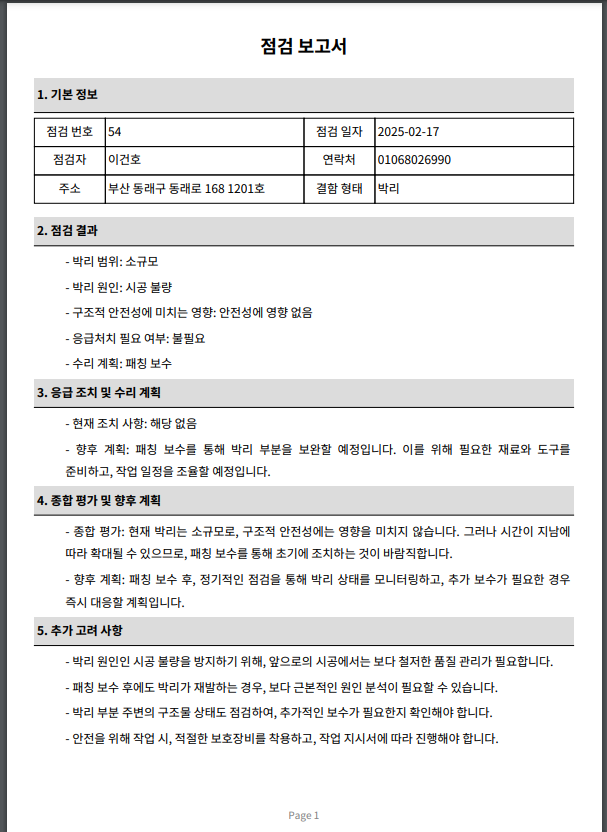 점검 보고서
1. 기본 정보
점검 번호 54 점검 일자 2025-02-17
점검자 이건호 연락처 01068026990
주소 부산 동래구 동래로 168 1201호 결함 형태 박리
2. 점검 결과
- 박리 범위: 소규모
- 박리 원인: 시공 불량
- 구조적 안전성에 미치는 영향: 안전성에 영향 없음
- 응급처치 필요 여부: 불필요
- 수리 계획: 패칭 보수
3. 응급 조치 및 수리 계획
- 현재 조치 사항: 해당 없음
- 향후 계획: 패칭 보수를 통해 박리 부분을 보완할 예정입니다. 이를 위해 필요한 재료와 도구를
준비하고, 작업 일정을 조율할 예정입니다.
4. 종합 평가 및 향후 계획
- 종합 평가: 현재 박리는 소규모로, 구조적 안전성에는 영향을 미치지 않습니다. 그러나 시간이 지남에
따라 확대될 수 있으므로, 패칭 보수를 통해 초기에 조치하는 것이 바람직합니다.
- 향후 계획: 패칭 보수 후, 정기적인 점검을 통해 박리 상태를 모니터링하고, 추가 보수가 필요한 경우
즉시 대응할 계획입니다.
5. 추가 고려 사항
- 박리 원인인 시공 불량을 방지하기 위해, 앞으로의 시공에서는 보다 철저한 품질 관리가 필요합니다.
- 패칭 보수 후에도 박리가 재발하는 경우, 보다 근본적인 원인 분석이 필요할 수 있습니다.
- 박리 부분 주변의 구조물 상태도 점검하여, 추가적인 보수가 필요한지 확인해야 합니다.
- 안전을 위해 작업 시, 적절한 보호장비를 착용하고, 작업 지시서에 따라 진행해야 합니다.
Page 1